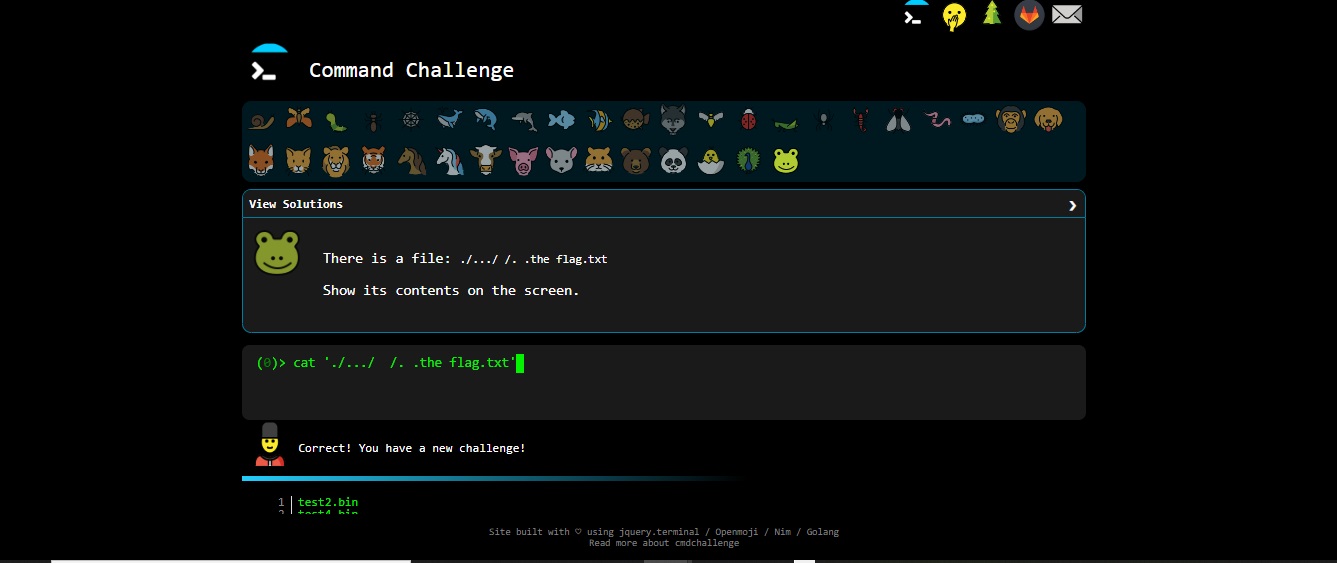 Command Challenge
View Solutions
There is a file: ./.../ /. .the flag.txt
Show its contents on the screen.
(0)> cat './.../  /. .the flag.txt'
Correct! You have a new challenge!
1 test2.bin
2 test4.bin
Site built with ♡ using jquery.terminal / Openmoji / Nim / Golang
Read more about cmdchallenge